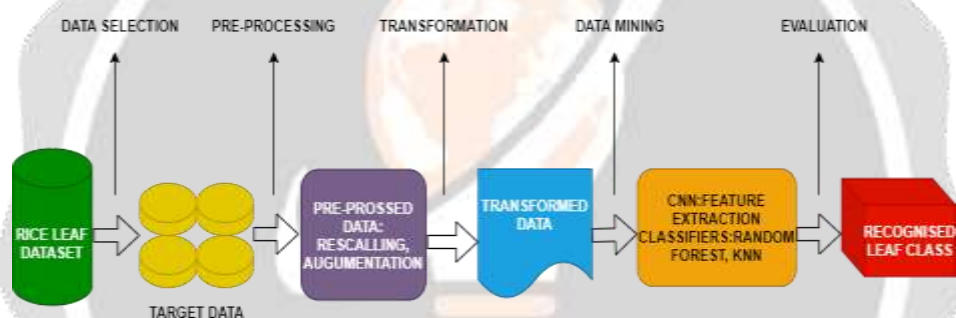 DATA SELECTION
PRE-PROCESSING
TRANSFORMATION
DATA MINING
EVALUATION
RICE LEAF
DATASET
TARGET DATA
PRE-PROSSED
DATA:
RESCALLING,
AUGUMENTATION
TRANSFORMED
DATA
CNN:FEATURE
EXTRACTION
CLASSIFIERS:RANDOM
FOREST, KNN
RECOGNISED
LEAF CLASS